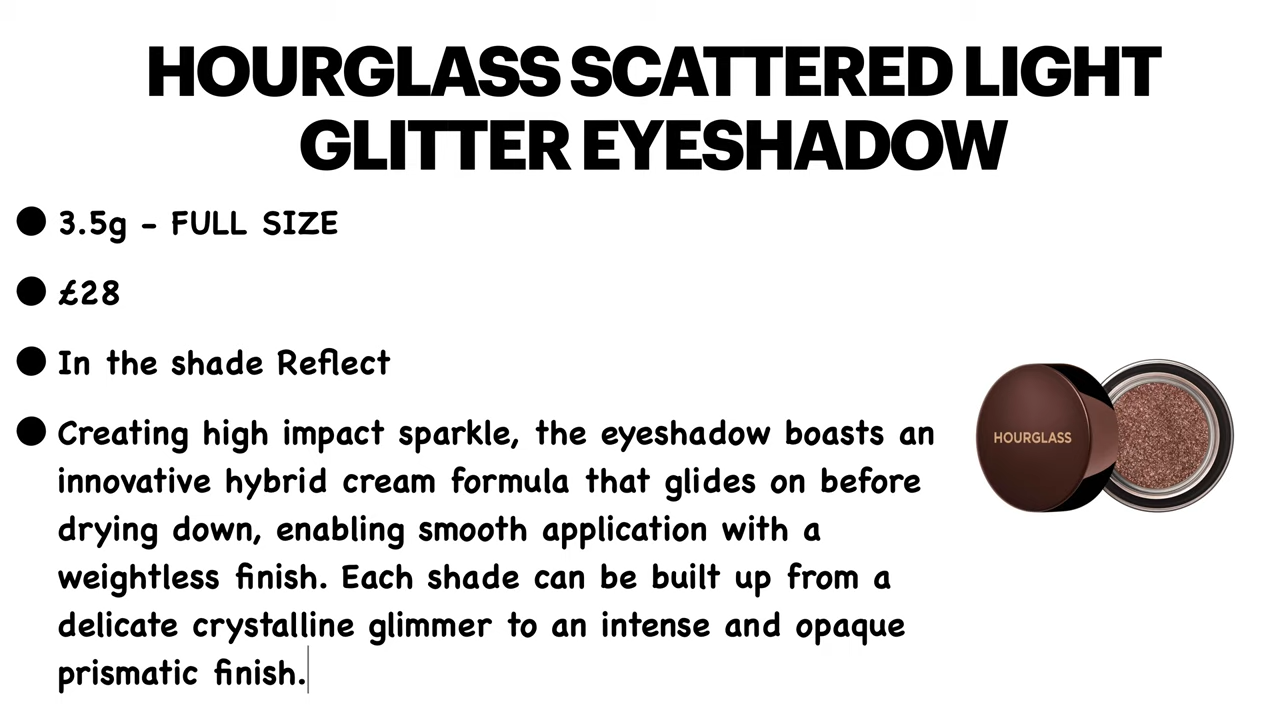 HOURGLASS SCATTERED LIGHT
GLITTER EYESHADOW
● 3.5g - FULL SIZE
● £28
● In the shade Reflect
● Creating high impact sparkle, the eyeshadow boasts an
innovative hybrid cream formula that glides on before
drying down, enabling smooth application with a
weightless finish. Each shade can be built up from a
delicate crystalline glimmer to an intense and opaque
prismatic finish.
HOURGLASS